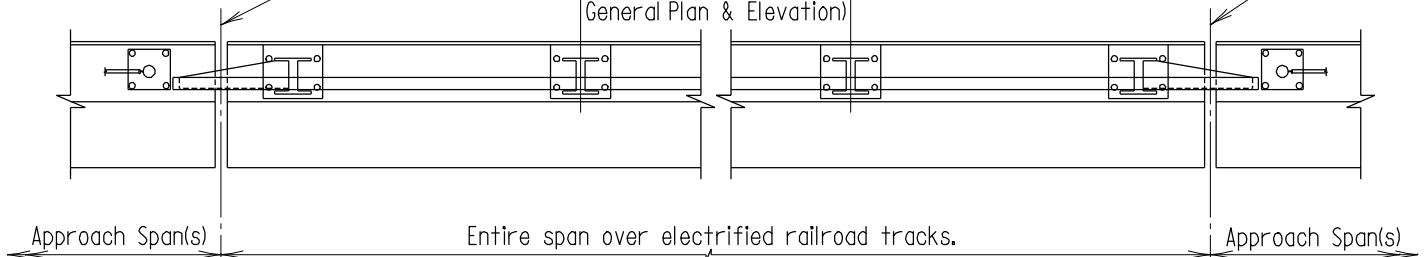 General Plan & Elevation)
Approach Span(s)
Entire span over electrified railroad tracks.
Approach Span(s)